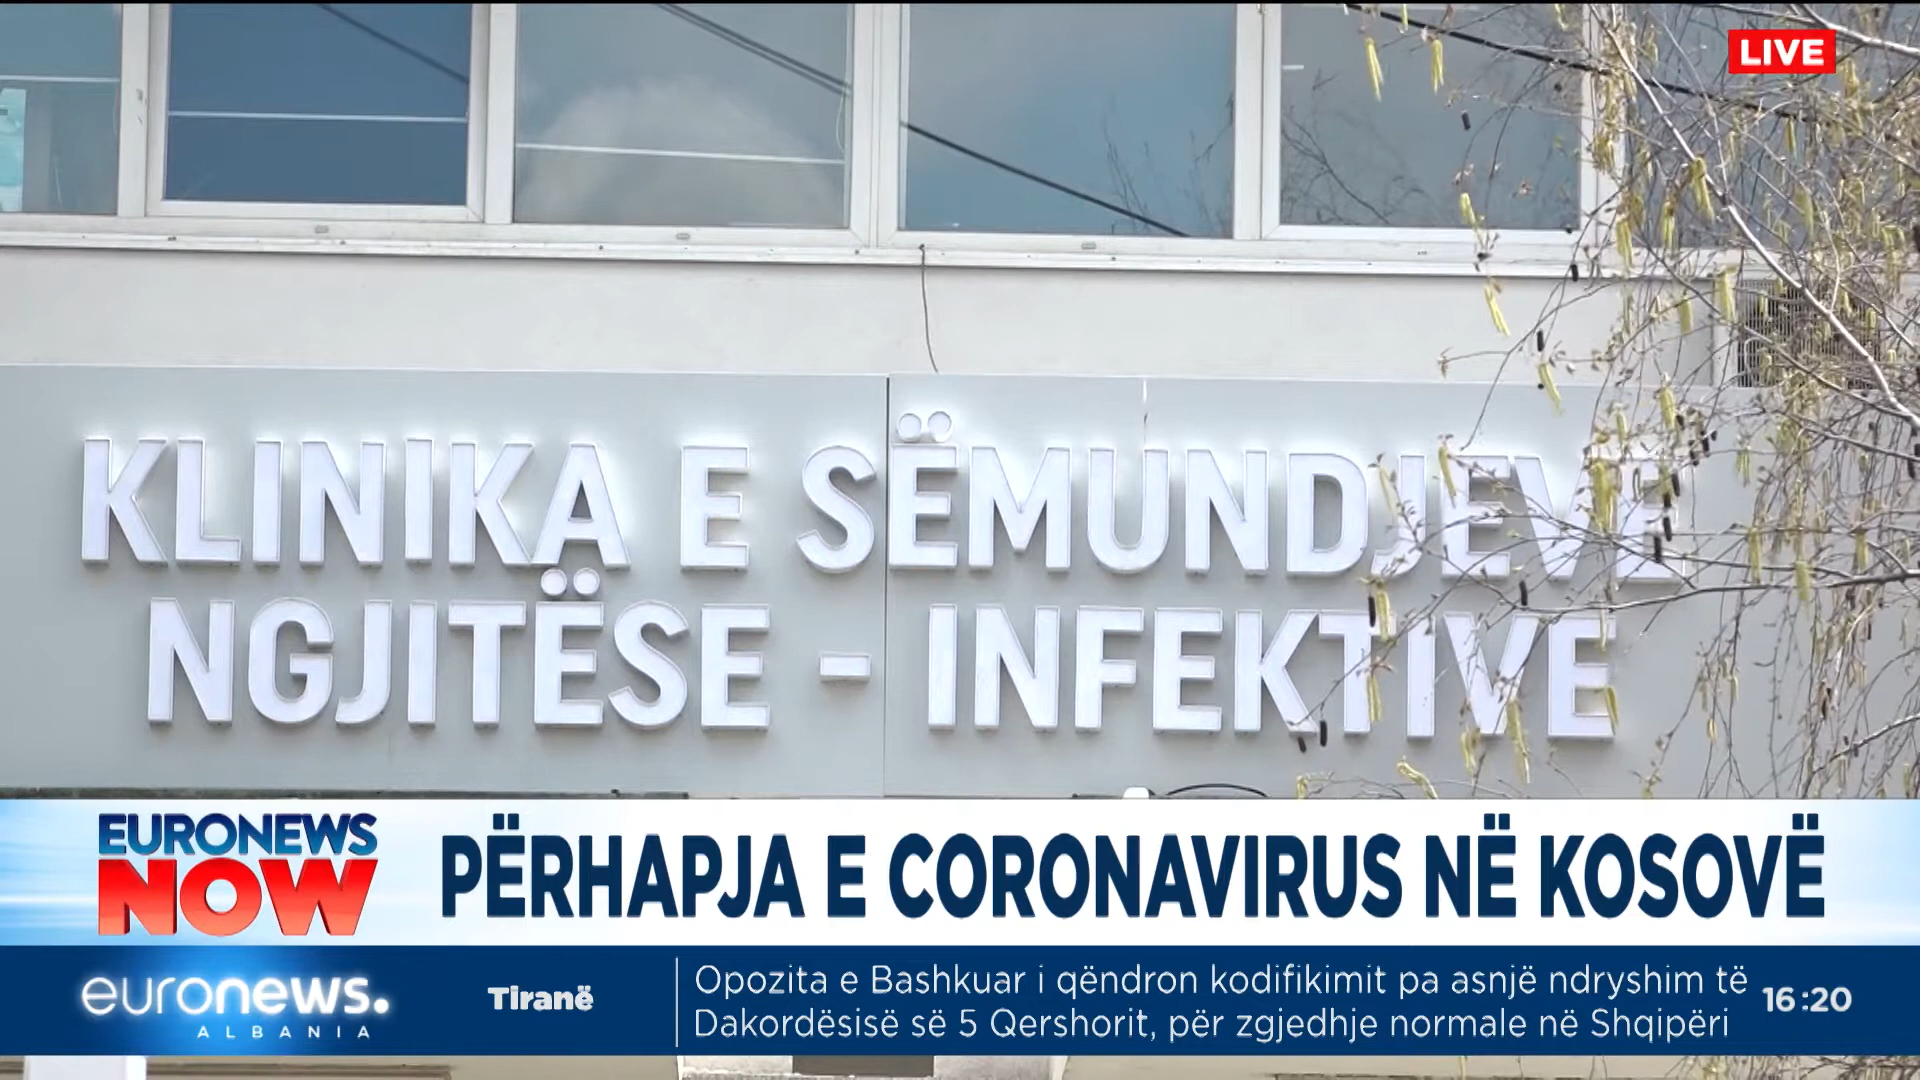 LIVE
KLINIKA E SËMUNDJEVE
NGJITËSE - INFEKTIVE
EURONEWS
NOW
PËRHAPJA E CORONAVIRUS NË KOSOVË
euronews.
ALBANIA
Tiranë
Opozita e Bashkuar i qëndron kodifikimit pa asnjë ndryshim të
Dakordësisë së 5 Qershorit, për zgjedhje normale në Shqipëri
16:20